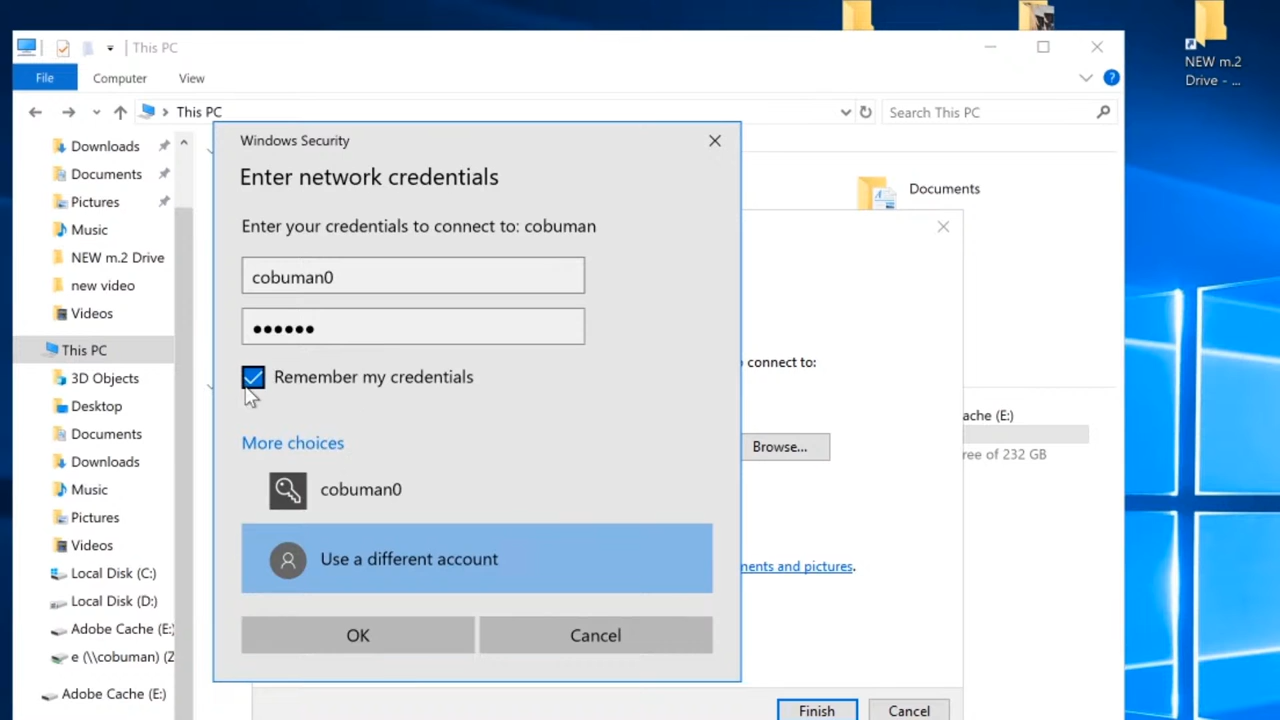 This PC
NEW m.2
Drive - ...
File
Computer
View
This PC
Search This PC
Downloads
Documents
Pictures
Music
NEW m.2 Drive
new video
Videos
This PC
3D Objects
Desktop
Documents
Downloads
Music
Pictures
Videos
Local Disk (C:)
Local Disk (D:)
Adobe Cache (E:)
e (\\cobuman) (Z
Adobe Cache (E:)
Windows Security
Enter network credentials
Enter your credentials to connect to: cobuman
cobuman0
●●●●●●
Remember my credentials
More choices
cobuman0
Use a different account
OK
Cancel
Documents
connect to:
Browse...
ache (E:)
ree of 232 GB
nents and pictures.
Finish
Cancel